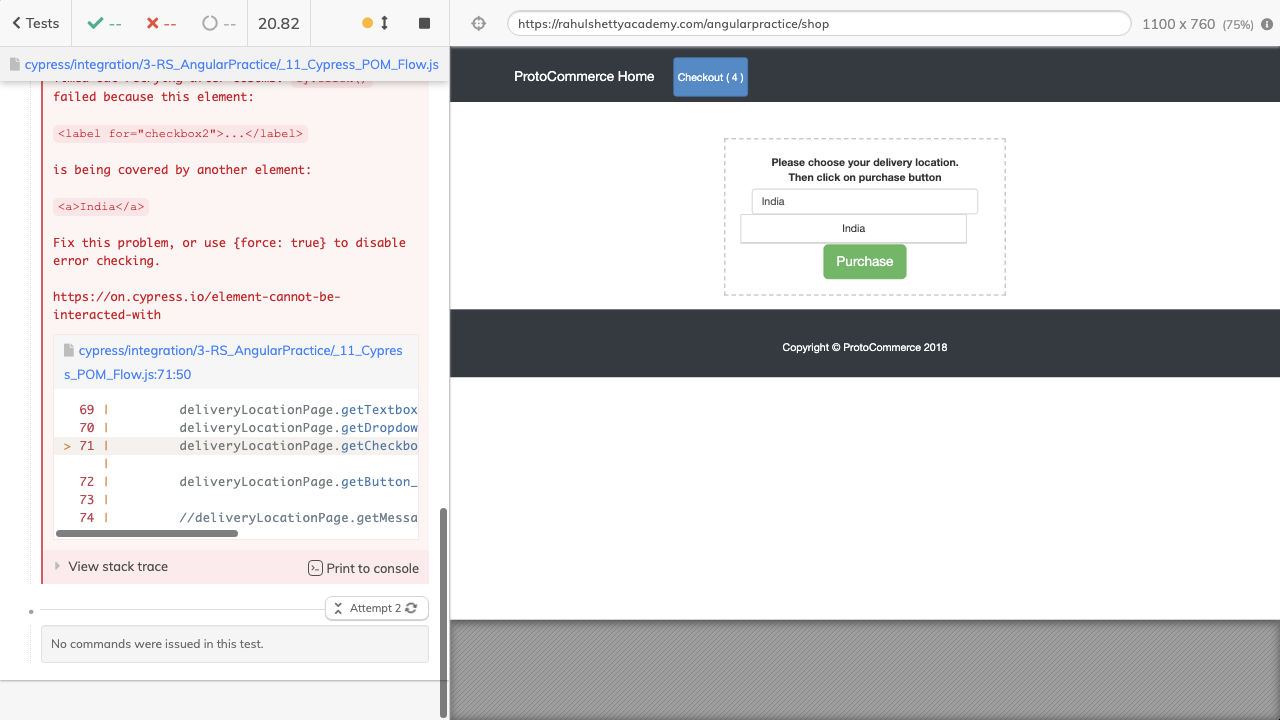 Tests
--
--
--
20.82
https://rahulshettyacademy.com/angularpractice/shop
1100 x 760 (75%)
cypress/integration/3-RS_AngularPractice/_11_Cypress_POM_Flow.js
failed because this element:
<label for="checkbox2">...</label>
is being covered by another element:
<a>India</a>
Fix this problem, or use {force: true} to disable
error checking.
https://on.cypress.io/element-cannot-be-
interacted-with
cypress/integration/3-RS_AngularPractice/_11_Cypres
s_POM_Flow.js:71:50
69 | deliveryLocationPage.getTextbox
70 | deliveryLocationPage.getDropdow
> 71 | deliveryLocationPage.getCheckbo
|
72 | deliveryLocationPage.getButton_
73 |
74 | //deliveryLocationPage.getMessa
View stack trace
Print to console
Attempt 2
No commands were issued in this test.
ProtoCommerce Home
Checkout ( 4 )
Please choose your delivery location.
Then click on purchase button
India
India
Purchase
Copyright © ProtoCommerce 2018